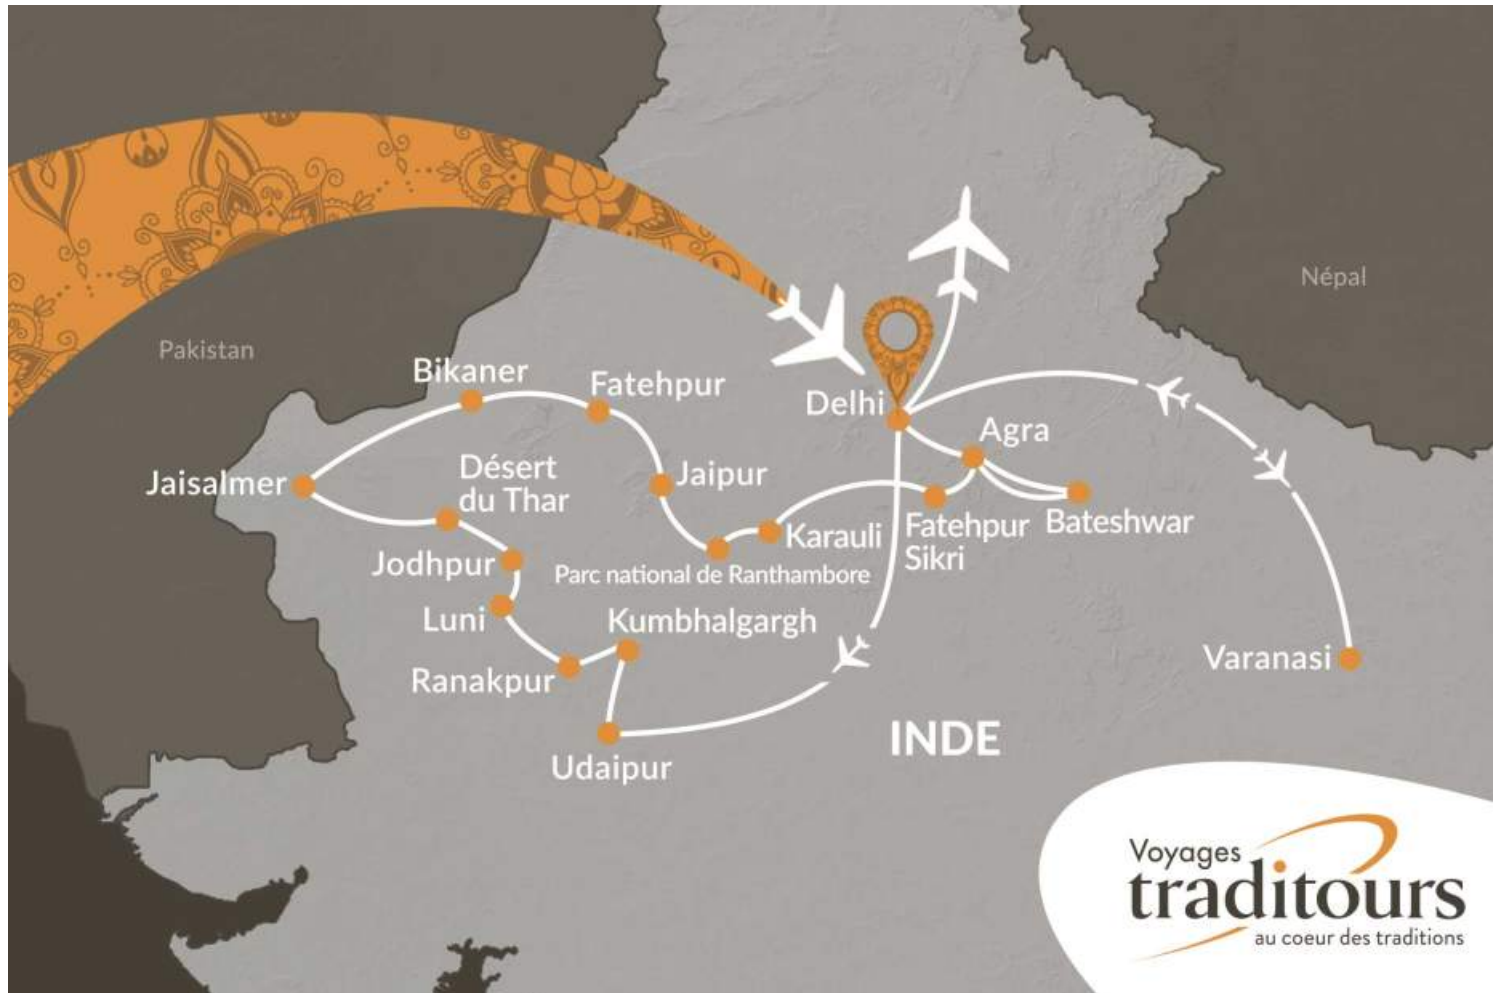 Népal
Pakistan
Bikaner
Fatehpur
Delhi
Agra
Jaisalmer
Désert
du Thar
Jaipur
Karauli
Fatehpur
Sikri
Bateshwar
Jodhpur
Parc national de Ranthambore
Luni
Kumbhalgargh
Ranakpur
Varanasi
Udaipur
INDE
Voyages
traditours
au coeur des traditions